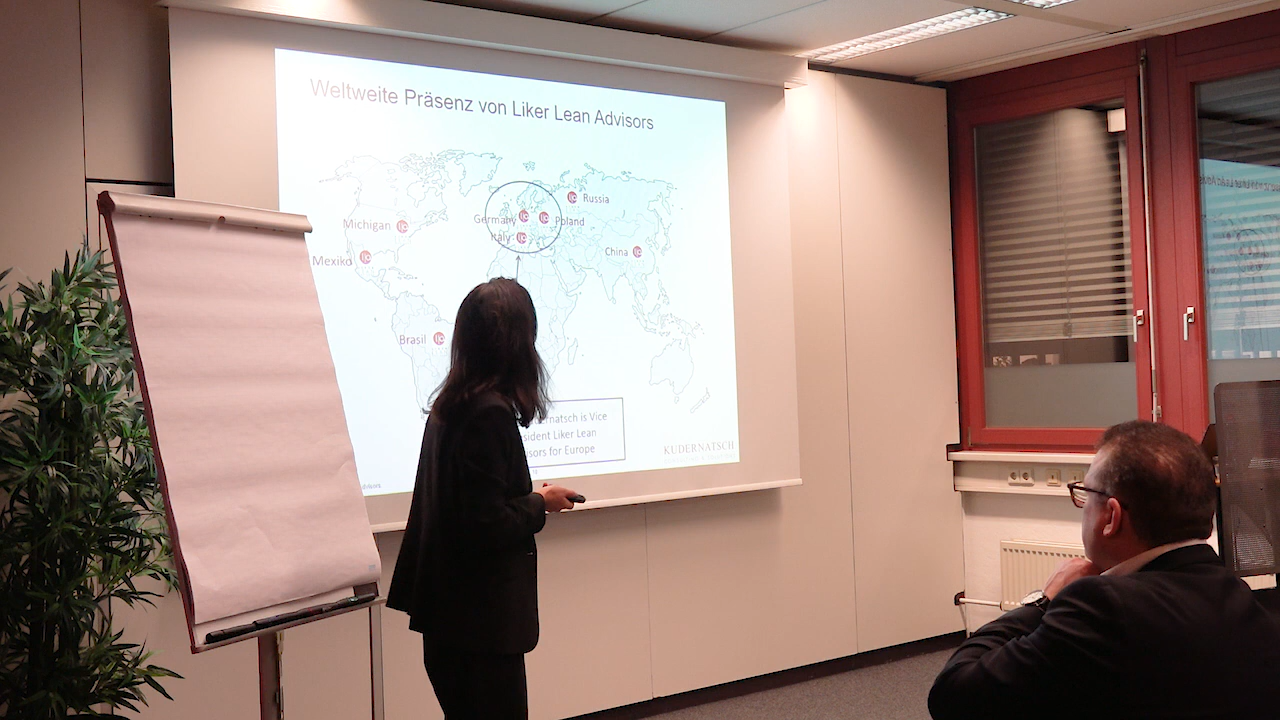 Weltweite Präsenz von Liker Lean Advisors
Russia
Germany
Poland
Michigan
Italy
China
Mexiko
Brasil
is Vice
Liker Lean
for Europe
KUDERNATSCH